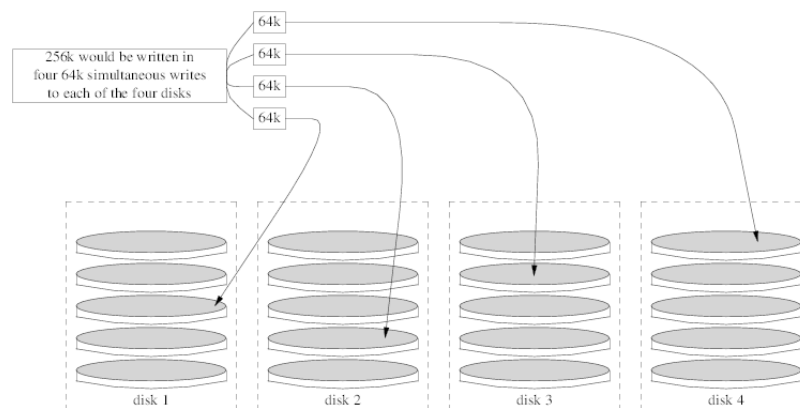 64k
256k would be written in
four 64k simultaneous writes
to each of the four disks
64k
64k
64k
disk 1
disk 2
disk 3
disk 4